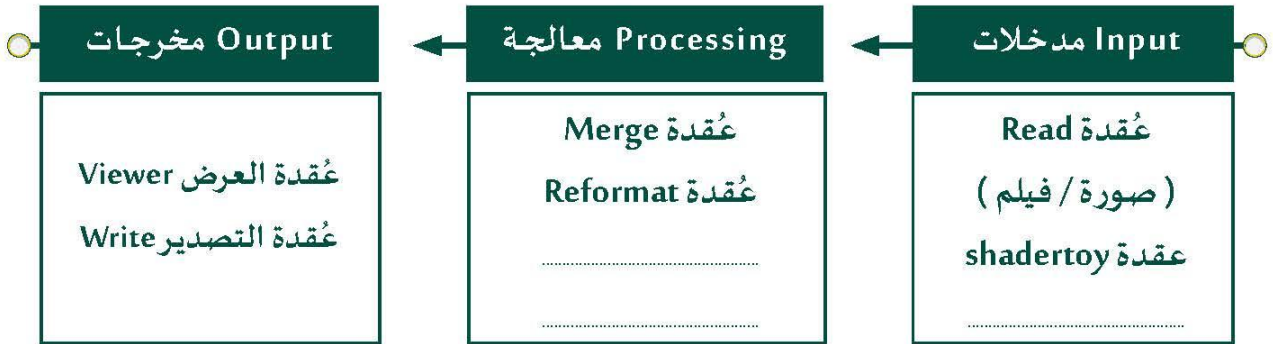 مدخلات Input
معالجة Processing
مخرجات Output
عُقدة Read
( صورة / فيلم )
عقدة shadertoy
........................................
عُقدة Merge
عُقدة Reformat
........................................
........................................
عُقدة العرض Viewer
عُقدة التصدير Write